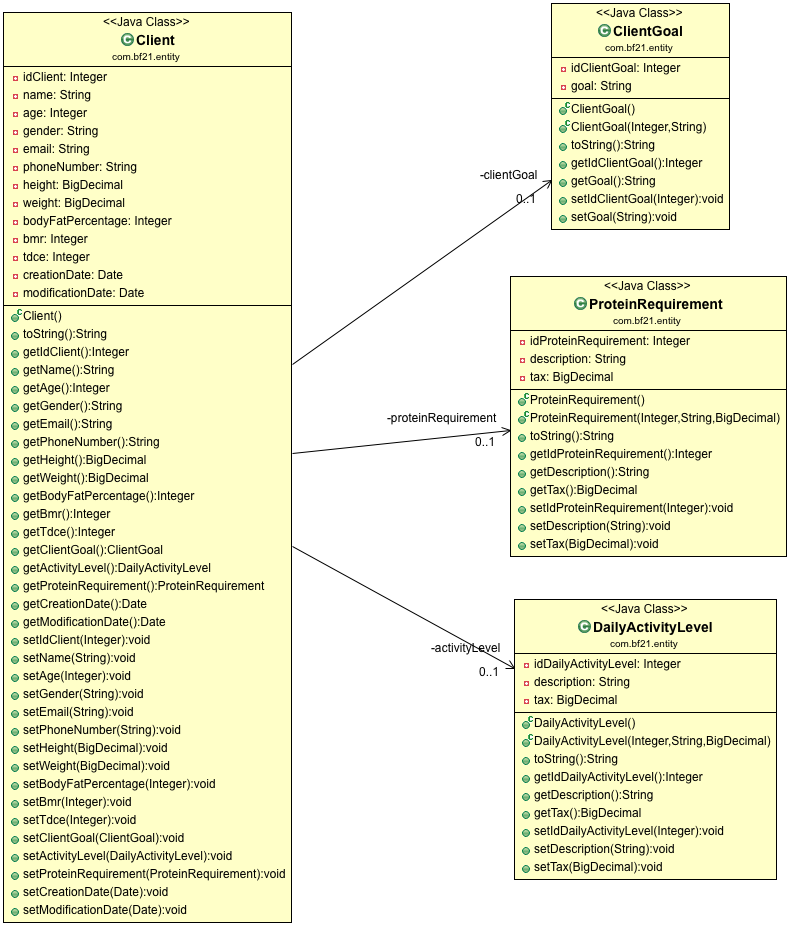 <<Java Class>>
Client
com.bf21.entity
idClient: Integer
name: String
age: Integer
gender: String
email: String
phoneNumber: String
height: BigDecimal
weight: BigDecimal
bodyFatPercentage: Integer
bmr: Integer
tdce: Integer
creationDate: Date
modificationDate: Date
Client()
toString():String
getIdClient():Integer
getName():String
getAge():Integer
getGender():String
getEmail():String
getPhoneNumber():String
getHeight():BigDecimal
getWeight():BigDecimal
getBodyFatPercentage():Integer
getBmr():Integer
getTdce():Integer
getClientGoal():ClientGoal
getActivityLevel():DailyActivityLevel
getProteinRequirement():ProteinRequirement
getCreationDate():Date
getModificationDate():Date
setIdClient(Integer):void
setName(String):void
setAge(Integer):void
setGender(String):void
setEmail(String):void
setPhoneNumber(String):void
setHeight(BigDecimal):void
setWeight(BigDecimal):void
setBodyFatPercentage(Integer):void
setBmr(Integer):void
setTdce(Integer):void
setClientGoal(ClientGoal):void
setActivityLevel(DailyActivityLevel):void
setProteinRequirement(ProteinRequirement):void
setCreationDate(Date):void
setModificationDate(Date):void
-clientGoal
0..1
<<Java Class>>
ClientGoal
com.bf21.entity
idClientGoal: Integer
goal: String
ClientGoal()
ClientGoal(Integer,String)
toString():String
getIdClientGoal():Integer
getGoal():String
setIdClientGoal(Integer):void
setGoal(String):void
-proteinRequirement
0..1
<<Java Class>>
ProteinRequirement
com.bf21.entity
idProteinRequirement: Integer
description: String
tax: BigDecimal
ProteinRequirement()
ProteinRequirement(Integer,String,BigDecimal)
toString():String
getIdProteinRequirement():Integer
getDescription():String
getTax():BigDecimal
setIdProteinRequirement(Integer):void
setDescription(String):void
setTax(BigDecimal):void
-activityLevel
0..1
<<Java Class>>
DailyActivityLevel
com.bf21.entity
idDailyActivityLevel: Integer
description: String
tax: BigDecimal
DailyActivityLevel()
DailyActivityLevel(Integer,String,BigDecimal)
toString():String
getIdDailyActivityLevel():Integer
getDescription():String
getTax():BigDecimal
setIdDailyActivityLevel(Integer):void
setDescription(String):void
setTax(BigDecimal):void